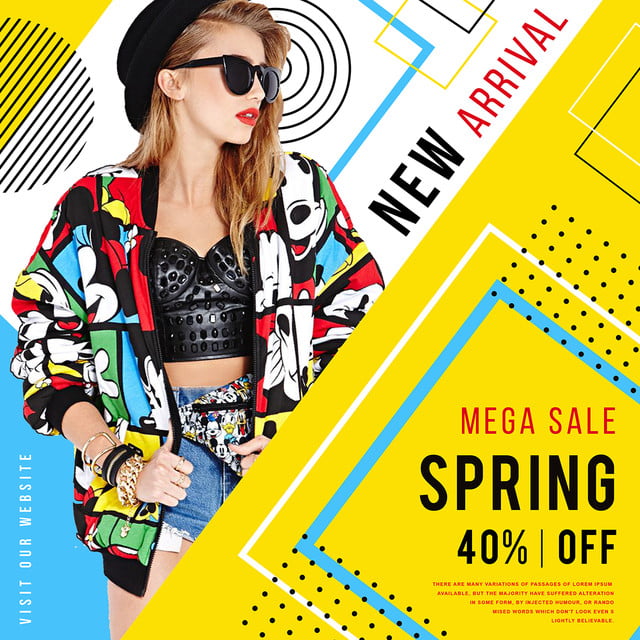 NEW ARRIVAL
MEGA SALE
SPRING
40% | OFF
THERE ARE MANY VARIATIONS OF PASSAGES OF LOREM IPSUM
AVAILABLE, BUT THE MAJORITY HAVE SUFFERED ALTERATION
IN SOME FORM, BY INJECTED HUMOUR, OR RANDO
MISED WORDS WHICH DON'T LOOK EVEN S
LIGHTLY BELIEVABLE.
VISIT OUR WEBSITE